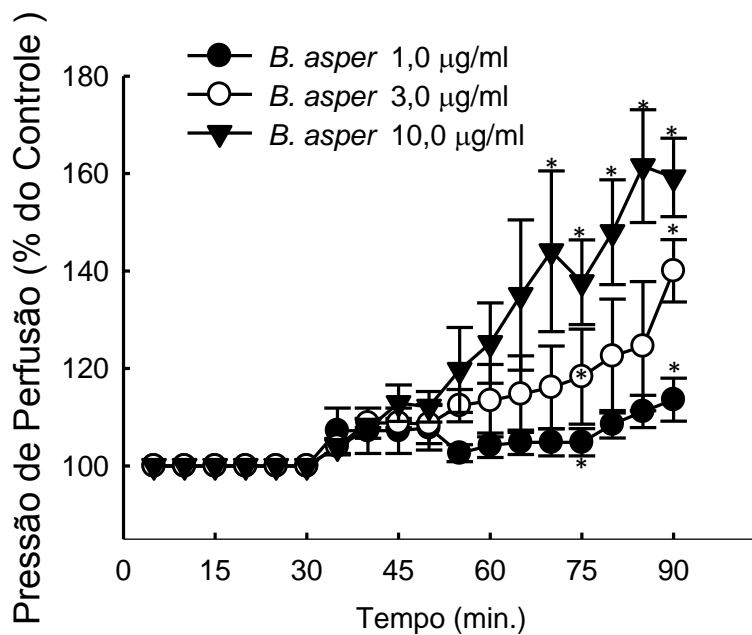 B. asper 1,0 μg/ml
B. asper 3,0 μg/ml
B. asper 10,0 μg/ml
Pressão de Perfusão (% do Controle )
180
160
140
120
100
* * * * *
*
* *
*
0 15 30 45 60 75 90
Tempo (min.)